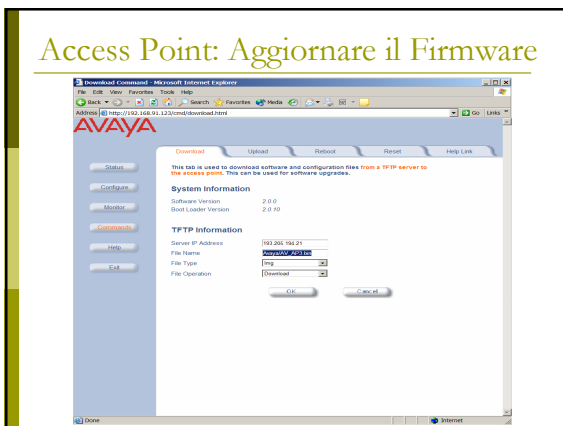 Access Point: Aggiornare il Firmware
Download Command - Microsoft Internet Explorer
File Edit View Favorites Tools Help
Back Search Favorites Media
Address http://192.168.91.123/cmd/download.html Go Links
AVAYA
Download Upload Reboot Reset Help Link
Status
Configure
Monitor
Commands
Help
Exit
This tab is used to download software and configuration files from a TFTP server to
the access point. This can be used for software upgrades.
System Information
Software Version 2.0.0
Boot Loader Version 2.0.10
TFTP Information
Server IP Address 193.205.194.21
File Name Avaya/AV_AP3.bin
File Type Img
File Operation Download
OK Cancel
Done Internet